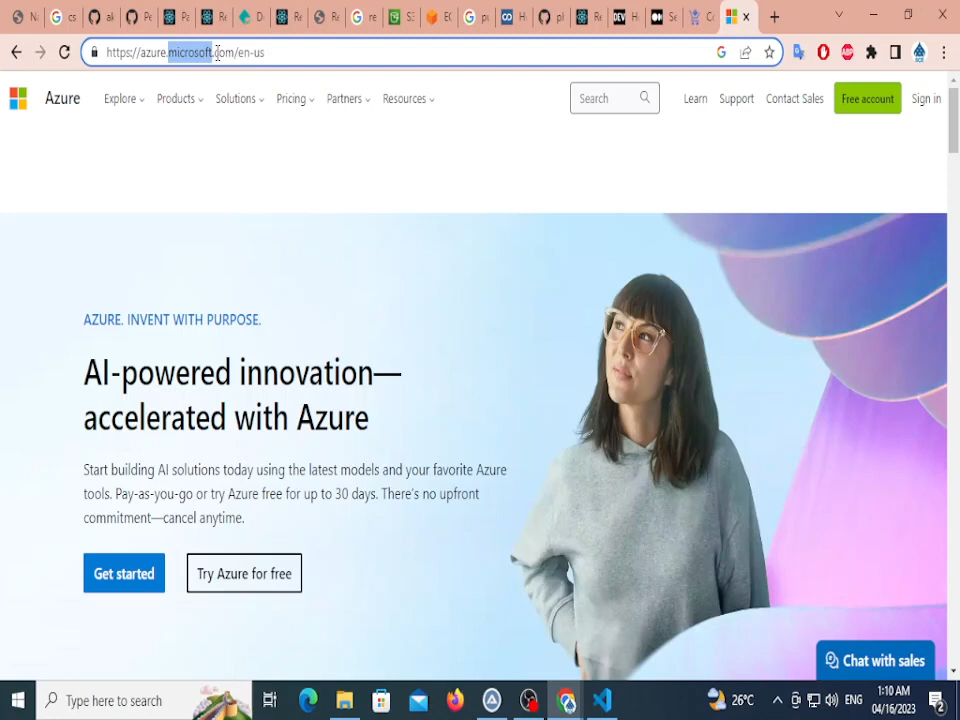 cs
https://azure.microsoft.com/en-us
Azure
Explore
Products
Solutions
Pricing
Partners
Resources
Search
Learn
Support
Contact Sales
Free account
Sign in
AZURE. INVENT WITH PURPOSE.
AI-powered innovation—
accelerated with Azure
Start building AI solutions today using the latest models and your favorite Azure
tools. Pay-as-you-go or try Azure free for up to 30 days. There's no upfront
commitment—cancel anytime.
Get started
Try Azure for free
Chat with sales
Type here to search
26°C
ENG
1:10 AM
04/16/2023
2